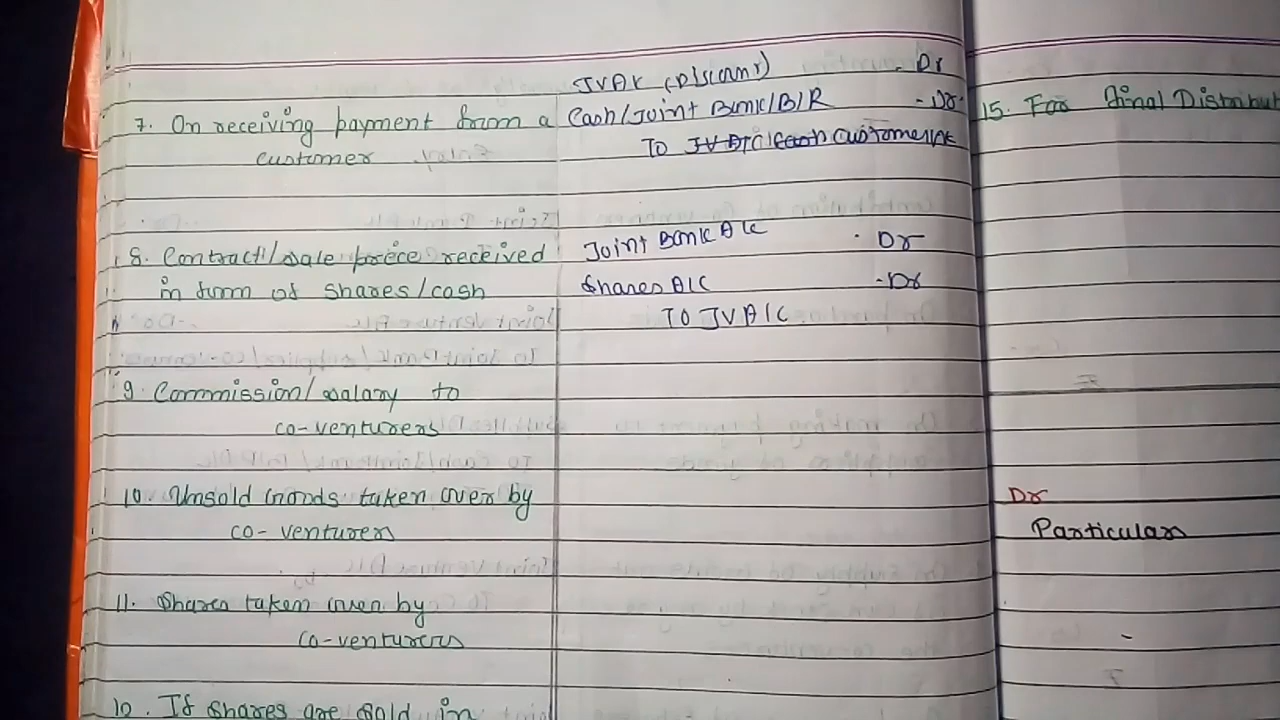 JVA/C (Discount) - Dr
7. On receiving payment from a Cash/Joint Bank/B/R - Dr
customer To Customer A/c
8. Contract/sale price received Joint Bank A/c - Dr
in form of shares/cash Shares A/C - Dr
To JVA/C
9. Commission/salary to
co-venturers
10. Unsold Goods taken over by
co-venturers
11. Shares taken over by
co-venturers
12. If shares are sold in
15. For Final Distribut
Dr
Particulars